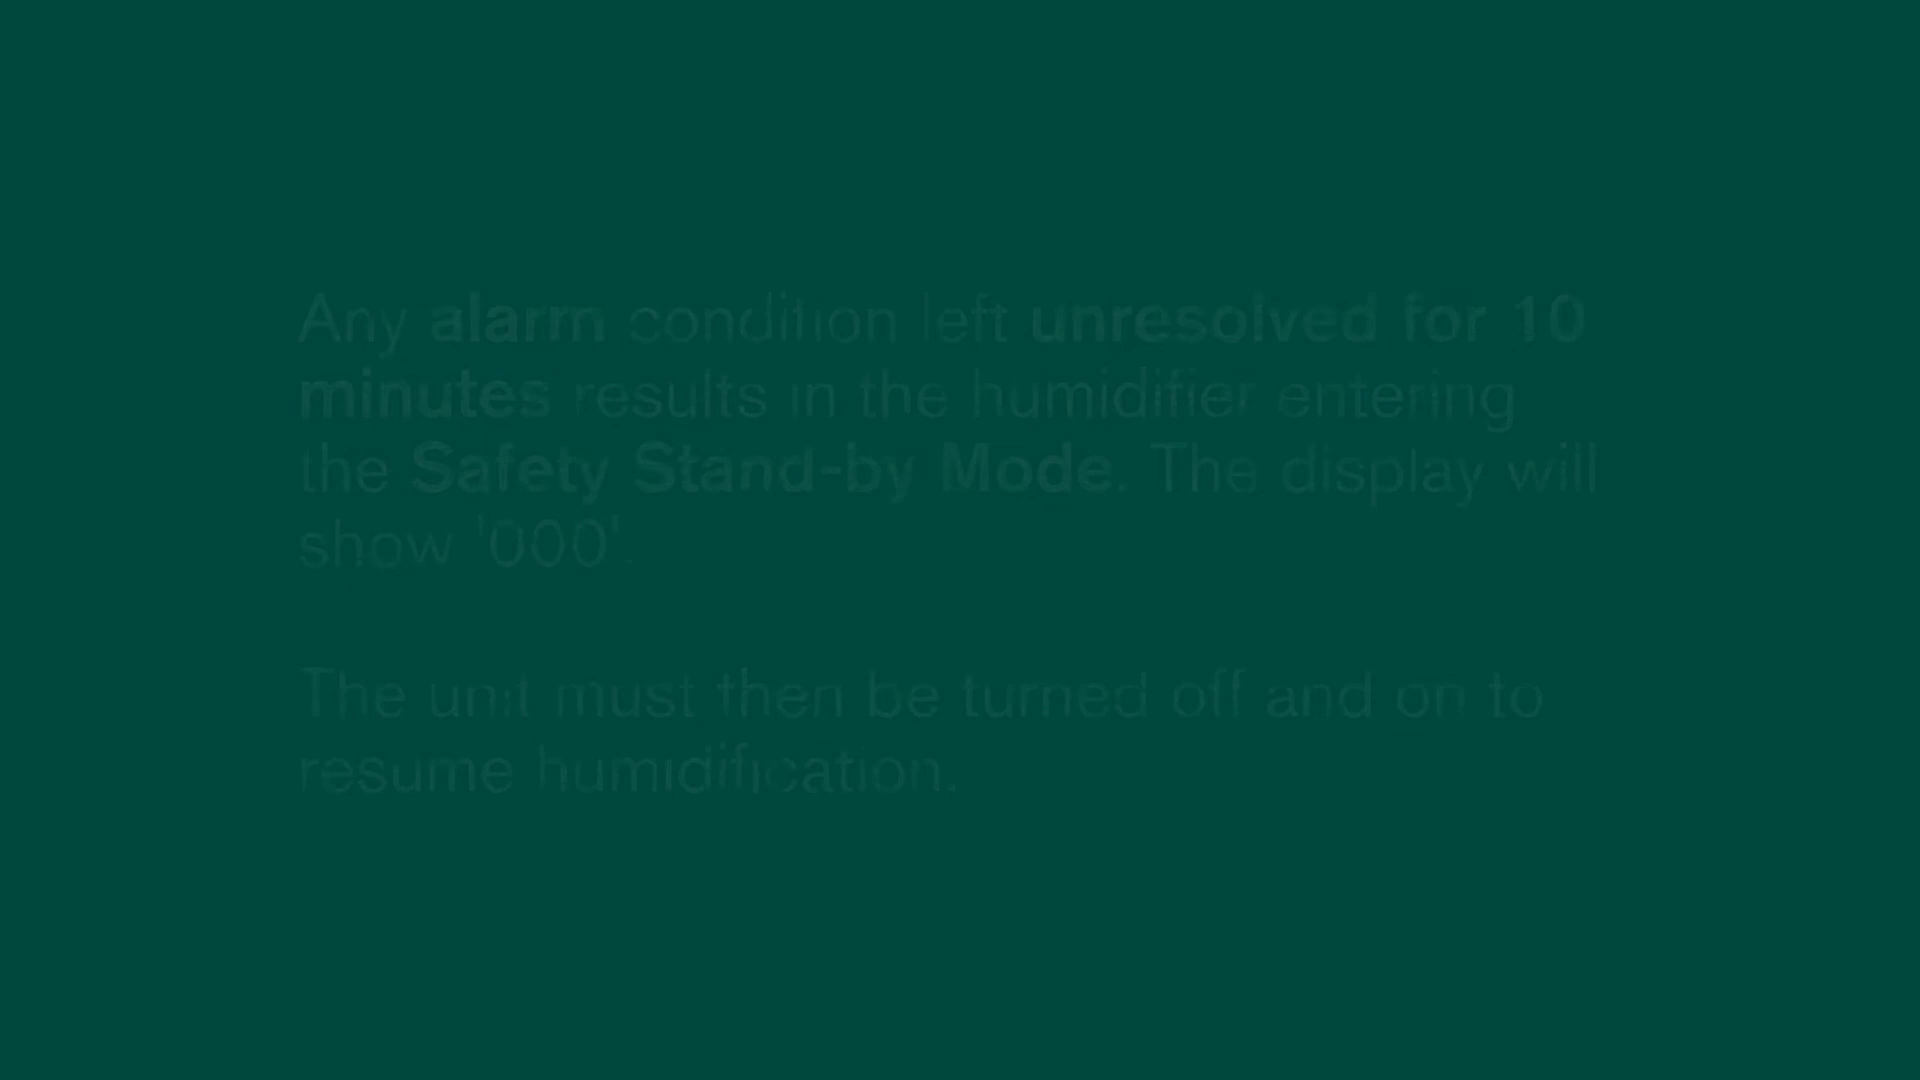 Any alarm condition left unresolved for 10
minutes results in the humidifier entering
the Safety Stand-by Mode. The display will
show '000'.
The unit must then be turned off and on to
resume humidification.